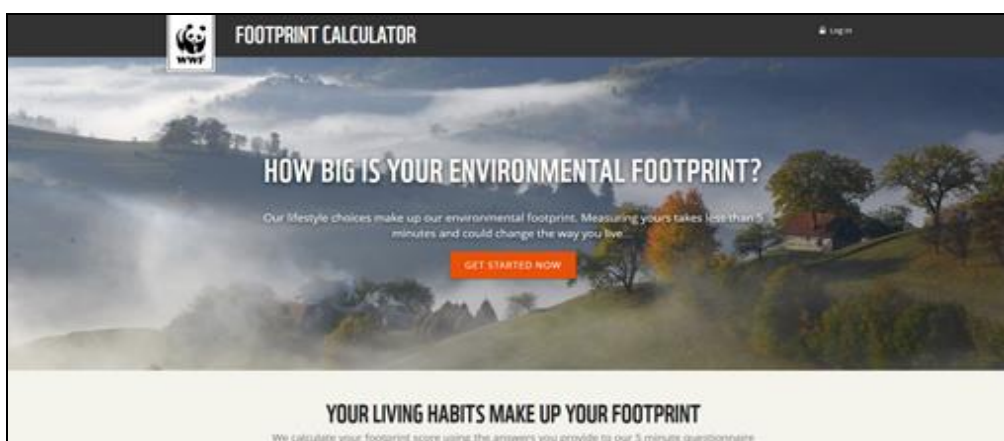 WWF
FOOTPRINT CALCULATOR
Log in
HOW BIG IS YOUR ENVIRONMENTAL FOOTPRINT?
Our lifestyle choices make up our environmental footprint. Measuring yours takes less than 5
minutes and could change the way you live
GET STARTED NOW
YOUR LIVING HABITS MAKE UP YOUR FOOTPRINT
We calculate your footprint score using the answers you provide to our 5 minute questionnaire